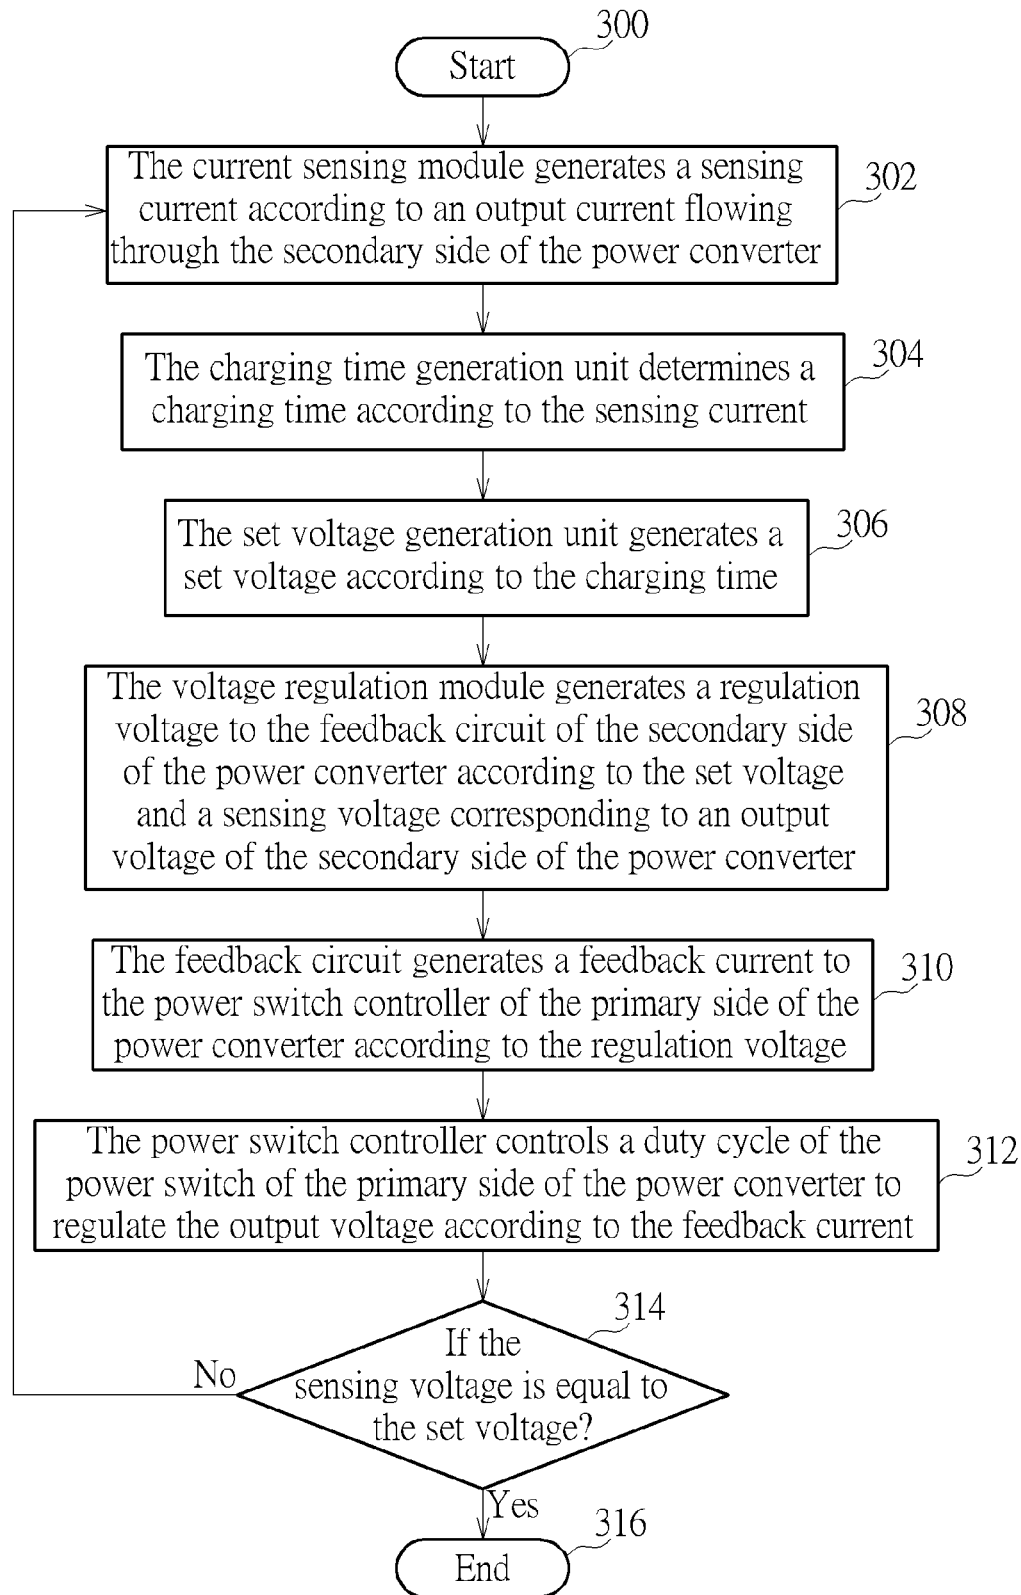 300
Start
302
The current sensing module generates a sensing
current according to an output current flowing
through the secondary side of the power converter
304
The charging time generation unit determines a
charging time according to the sensing current
306
The set voltage generation unit generates a
set voltage according to the charging time
308
The voltage regulation module generates a regulation
voltage to the feedback circuit of the secondary side
of the power converter according to the set voltage
and a sensing voltage corresponding to an output
voltage of the secondary side of the power converter
310
The feedback circuit generates a feedback current to
the power switch controller of the primary side of the
power converter according to the regulation voltage
312
The power switch controller controls a duty cycle of the
power switch of the primary side of the power converter to
regulate the output voltage according to the feedback current
314
If the
sensing voltage is equal to
the set voltage?
No
Yes
316
End